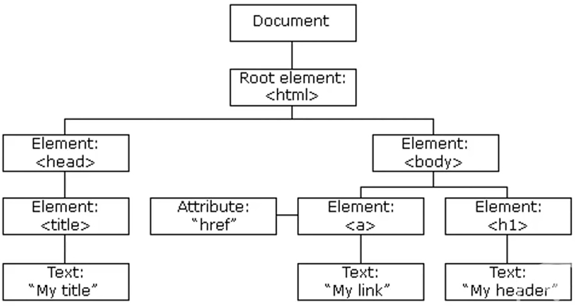 Document
Root element:
<html>
Element:
<head>
Element:
<body>
Element:
<title>
Attribute:
“href”
Element:
<a>
Element:
<h1>
Text:
“My title”
Text:
“My link”
Text:
“My header”